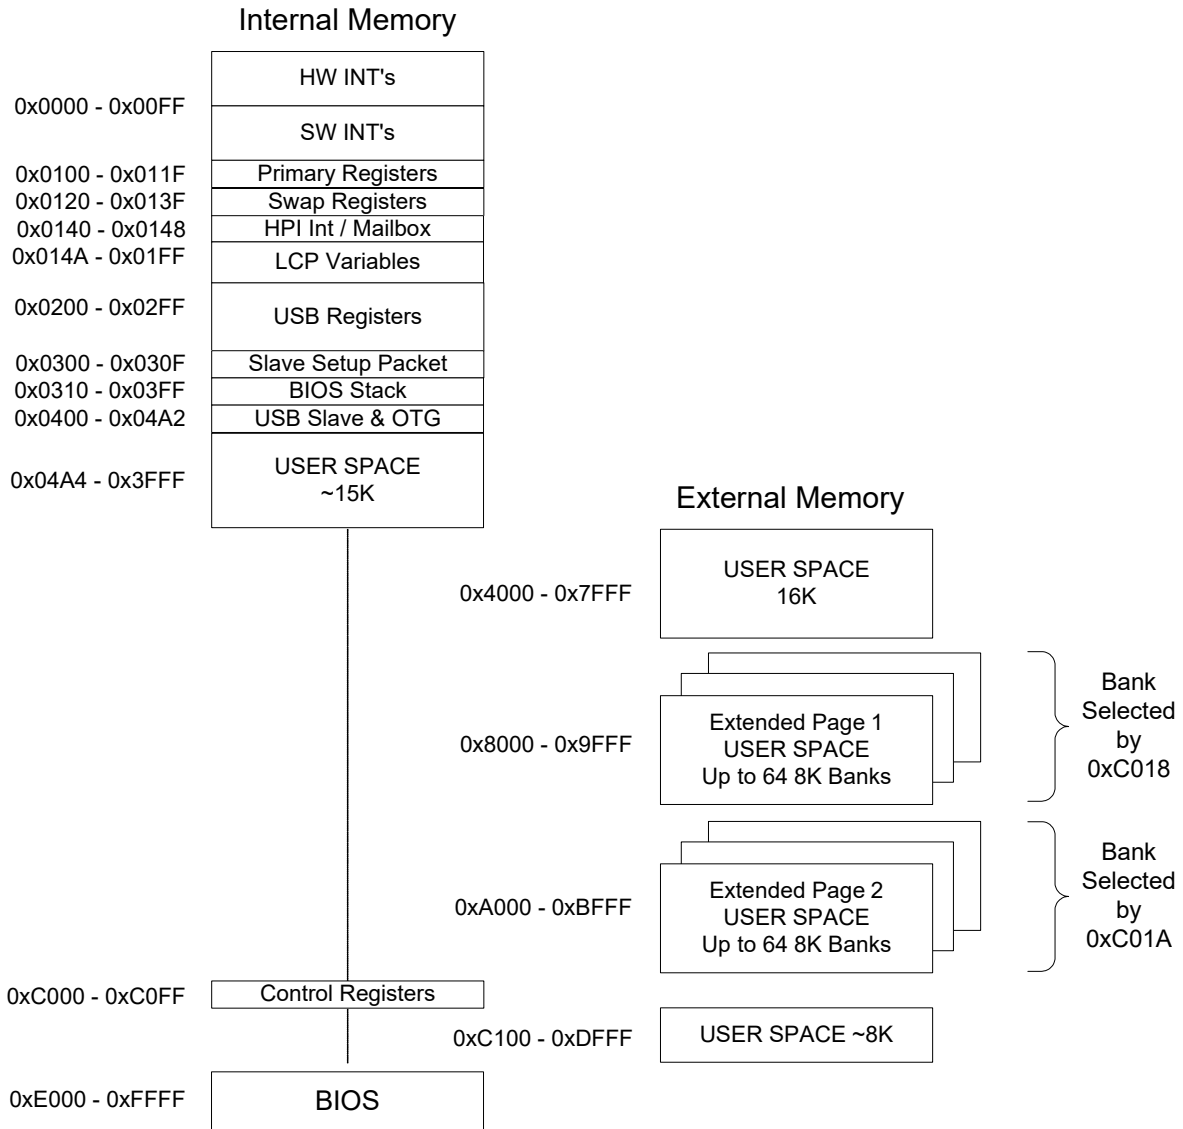 Internal Memory
HW INT's
0x0000 - 0x00FF
SW INT's
0x0100 - 0x011F
Primary Registers
0x0120 - 0x013F
Swap Registers
0x0140 - 0x0148
HPI Int / Mailbox
0x014A - 0x01FF
LCP Variables
0x0200 - 0x02FF
USB Registers
0x0300 - 0x030F
Slave Setup Packet
0x0310 - 0x03FF
BIOS Stack
0x0400 - 0x04A2
USB Slave & OTG
0x04A4 - 0x3FFF
USER SPACE
~15K
External Memory
0x4000 - 0x7FFF
USER SPACE
16K
0x8000 - 0x9FFF
Extended Page 1
USER SPACE
Up to 64 8K Banks
Bank
Selected
by
0xC018
0xA000 - 0xBFFF
Extended Page 2
USER SPACE
Up to 64 8K Banks
Bank
Selected
by
0xC01A
0xC000 - 0xC0FF
Control Registers
0xC100 - 0xDFFF
USER SPACE ~8K
0xE000 - 0xFFFF
BIOS